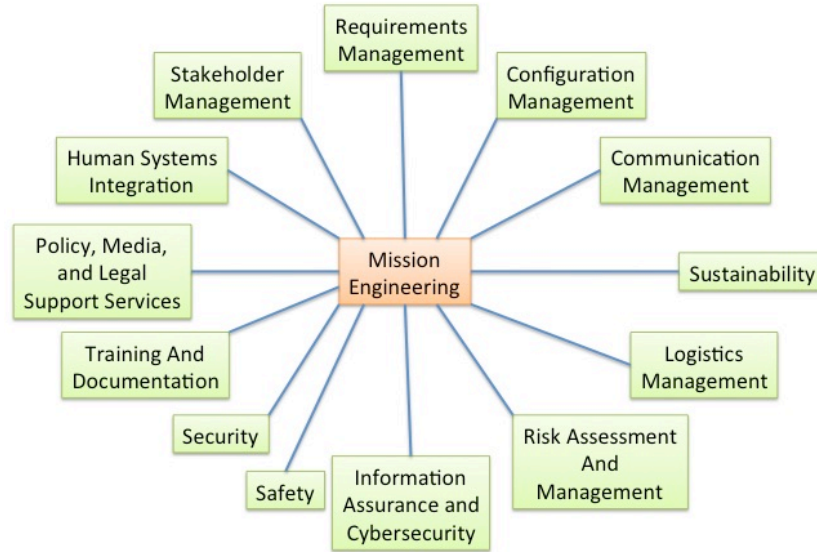 Requirements
Management
Stakeholder
Management
Configuration
Management
Human Systems
Integration
Communication
Management
Policy, Media,
and Legal
Support Services
Mission
Engineering
Sustainability
Training And
Documentation
Logistics
Management
Security
Risk Assessment
And
Management
Safety
Information
Assurance and
Cybersecurity